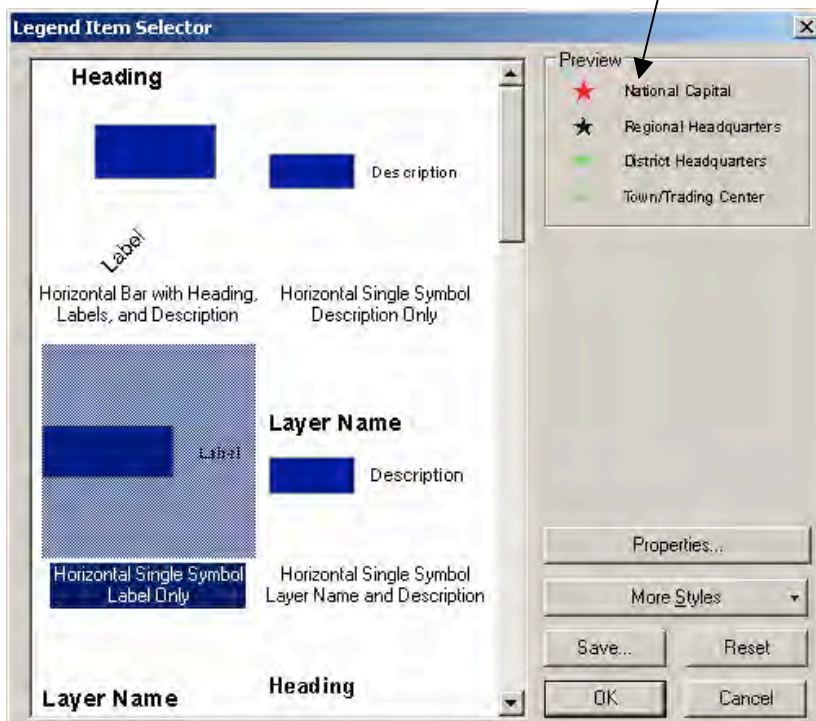 Legend Item Selector
Heading
Description
Label
Horizontal Bar with Heading,
Labels, and Description
Horizontal Single Symbol
Description Only
Label
Horizontal Single Symbol
Label Only
Layer Name
Description
Horizontal Single Symbol
Layer Name and Description
Layer Name
Heading
Preview
National Capital
Regional Headquarters
District Headquarters
Town/Trading Center
Properties...
More Styles
Save...
Reset
OK
Cancel